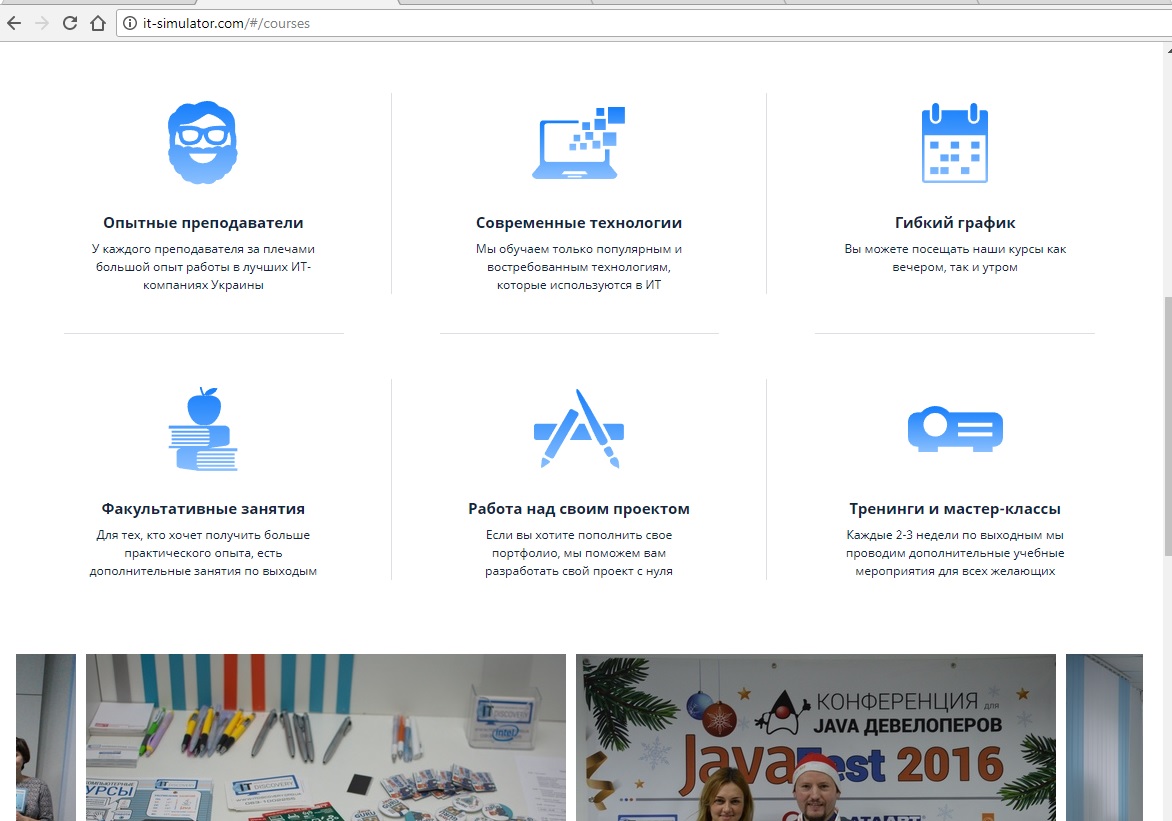 it-simulator.com/#/courses
Опытные преподаватели
У каждого преподавателя за плечами
большой опыт работы в лучших ИТ-
компаниях Украины
Современные технологии
Мы обучаем только популярным и
востребованным технологиям,
которые используются в ИТ
Гибкий график
Вы можете посещать наши курсы как
вечером, так и утром
Факультативные занятия
Для тех, кто хочет получить больше
практического опыта, есть
дополнительные занятия по выходым
Работа над своим проектом
Если вы хотите пополнить свое
портфолио, мы поможем вам
разработать свой проект с нуля
Тренинги и мастер-классы
Каждые 2-3 недели по выходным мы
проводим дополнительные учебные
мероприятия для всех желающих
IT DISCOVERY
intel
УРСЫ
IT DISCOVERY
КОНФЕРЕНЦИЯ для
JAVA ДЕВЕЛОПЕРОВ
JavaFest 2016